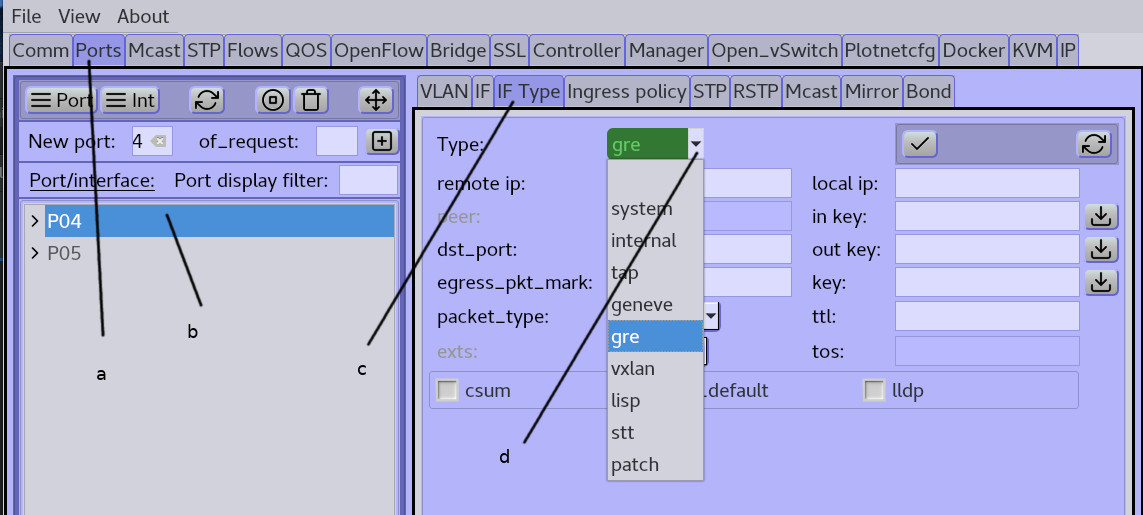 File View About
Comm Ports Mcast STP Flows QOS OpenFlow Bridge SSL Controller Manager Open_vSwitch Plotnetcfg Docker KVM IP
Port Int
New port: 4 of_request:
Port/interface: Port display filter:
P04
P05
a
b
VLAN IF IF Type Ingress policy STP RSTP Mcast Mirror Bond
Type: gre
remote ip: local ip:
peer: in key:
dst_port: out key:
egress_pkt_mark: key:
packet_type: ttl:
exts: tos:
csum .default lldp
system
internal
tap
geneve
gre
vxlan
lisp
stt
patch
c
d